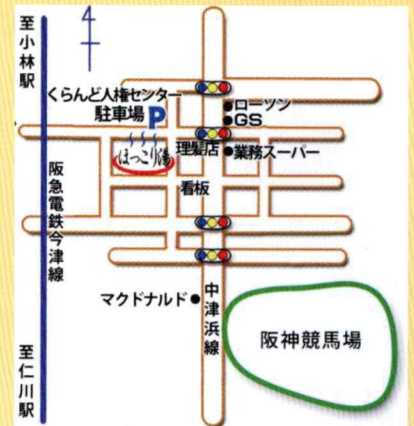 至小林駅
4
くらんど人権センター
駐車場 P
ローソン
GS
ほっこり湯
理髪店
業務スーパー
看板
阪急電鉄今津線
マクドナルド
中津浜線
阪神競馬場
至仁川駅